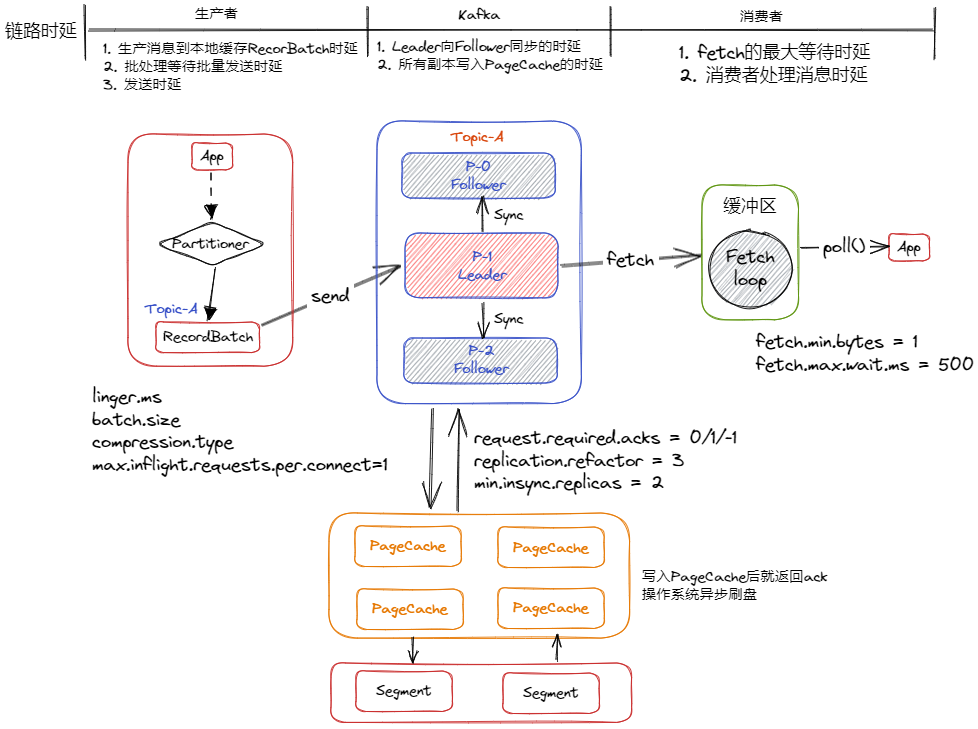 链路时延
生产者
Kafka
消费者
1. 生产消息到本地缓存RecorBatch时延
2. 批处理等待批量发送时延
3. 发送时延
1. Leader向Follower同步的时延
2. 所有副本写入PageCache的时延
1. fetch的最大等待时延
2. 消费者处理消息时延
App
Partitioner
Topic-A
RecordBatch
send
Topic-A
P-0
Follower
Sync
P-1
Leader
Sync
P-2
Follower
fetch
缓冲区
Fetch
loop
poll()
App
fetch.min.bytes = 1
fetch.max.wait.ms = 500
linger.ms
batch.size
compression.type
max.inflight.requests.per.connect=1
request.required.acks = 0/1/-1
replication.refactor = 3
min.insync.replicas = 2
PageCache
PageCache
PageCache
PageCache
写入PageCache后就返回ack
操作系统异步刷盘
Segment
Segment